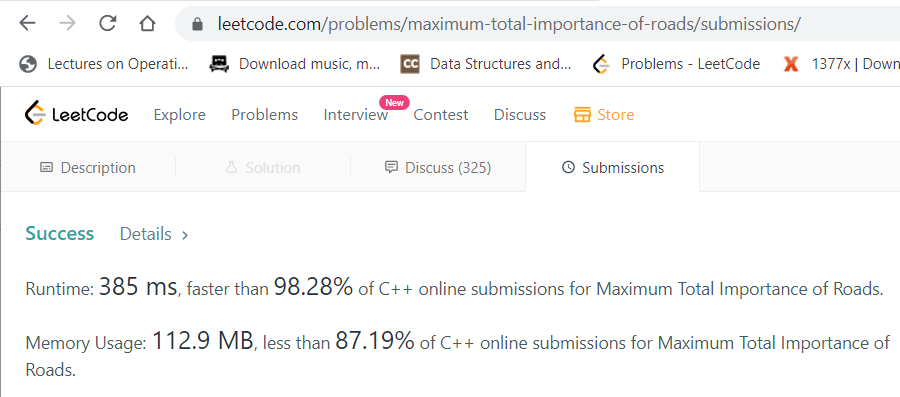 leetcode.com/problems/maximum-total-importance-of-roads/submissions/
Lectures on Operati... Download music, m... CC Data Structures and... Problems - LeetCode X 1377x | Down
LeetCode Explore Problems Interview New Contest Discuss Store
Description Solution Discuss (325) Submissions
Success Details >
Runtime: 385 ms, faster than 98.28% of C++ online submissions for Maximum Total Importance of Roads.
Memory Usage: 112.9 MB, less than 87.19% of C++ online submissions for Maximum Total Importance of
Roads.